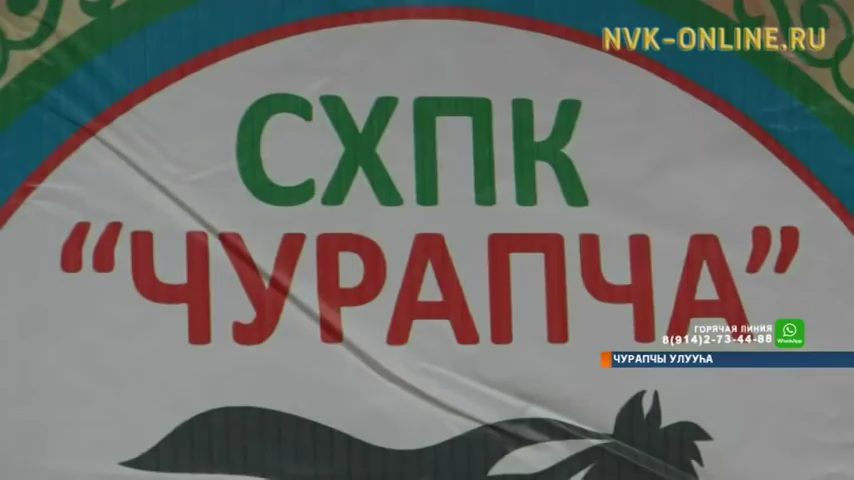 NVK-ONLINE.RU
СХПК
“ЧУРАПЧА”
ГОРЯЧАЯ ЛИНИЯ
8(914)2-73-44-88
WhatsApp
ЧУРАПЧЫ УЛУУҺА